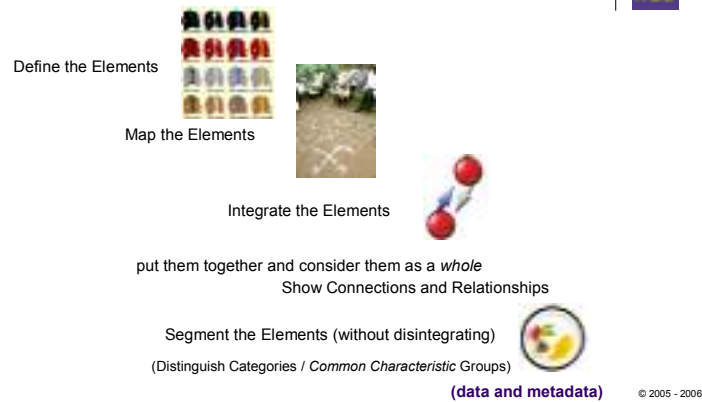 Define the Elements
Map the Elements
Integrate the Elements
put them together and consider them as a whole
Show Connections and Relationships
Segment the Elements (without disintegrating)
(Distinguish Categories / Common Characteristic Groups)
(data and metadata) © 2005 - 2006